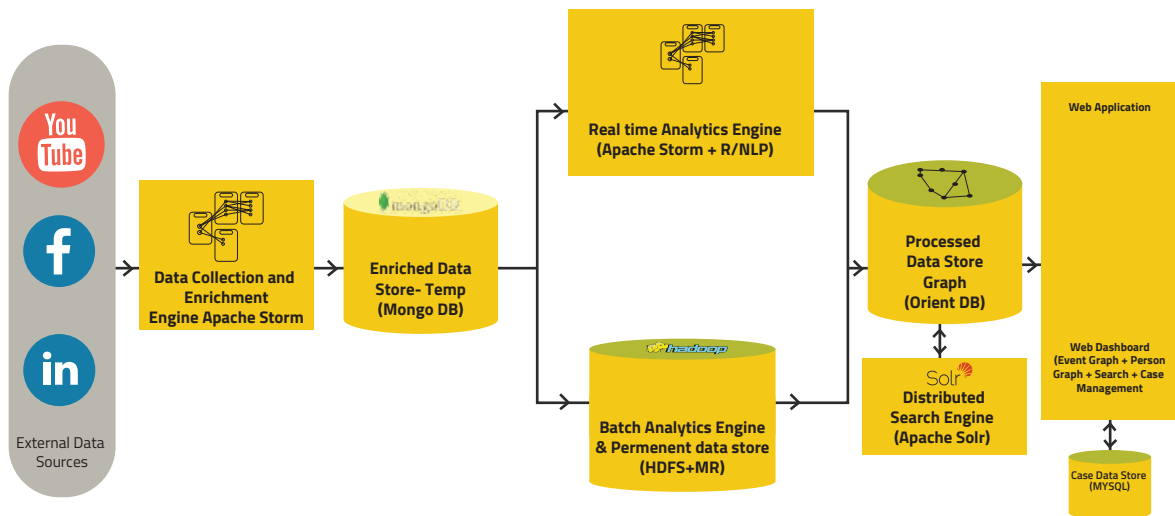 You
Tube
f
in
External Data
Sources
Data Collection and
Enrichment
Engine Apache Storm
mongoDB
Enriched Data
Store- Temp
(Mongo DB)
Real time Analytics Engine
(Apache Storm + R/NLP)
hadoop
Batch Analytics Engine
& Permenent data store
(HDFS+MR)
Processed
Data Store
Graph
(Orient DB)
Solr
Distributed
Search Engine
(Apache Solr)
Web Application
Web Dashboard
(Event Graph + Person
Graph + Search + Case
Management
Case Data Store
(MYSQL)